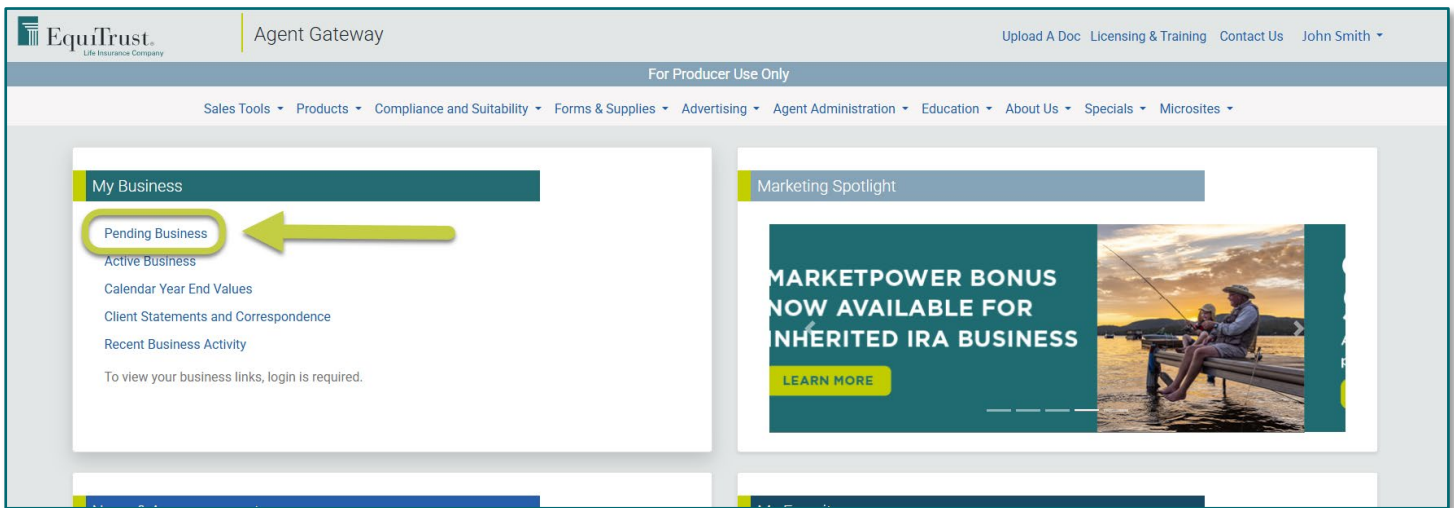 EquiTrust®
Life Insurance Company
Agent Gateway
Upload A Doc Licensing & Training Contact Us John Smith
For Producer Use Only
Sales Tools Products Compliance and Suitability Forms & Supplies Advertising Agent Administration Education About Us Specials Microsites
My Business
Pending Business
Active Business
Calendar Year End Values
Client Statements and Correspondence
Recent Business Activity
To view your business links, login is required.
Marketing Spotlight
MARKETPOWER BONUS
NOW AVAILABLE FOR
INHERITED IRA BUSINESS
LEARN MORE